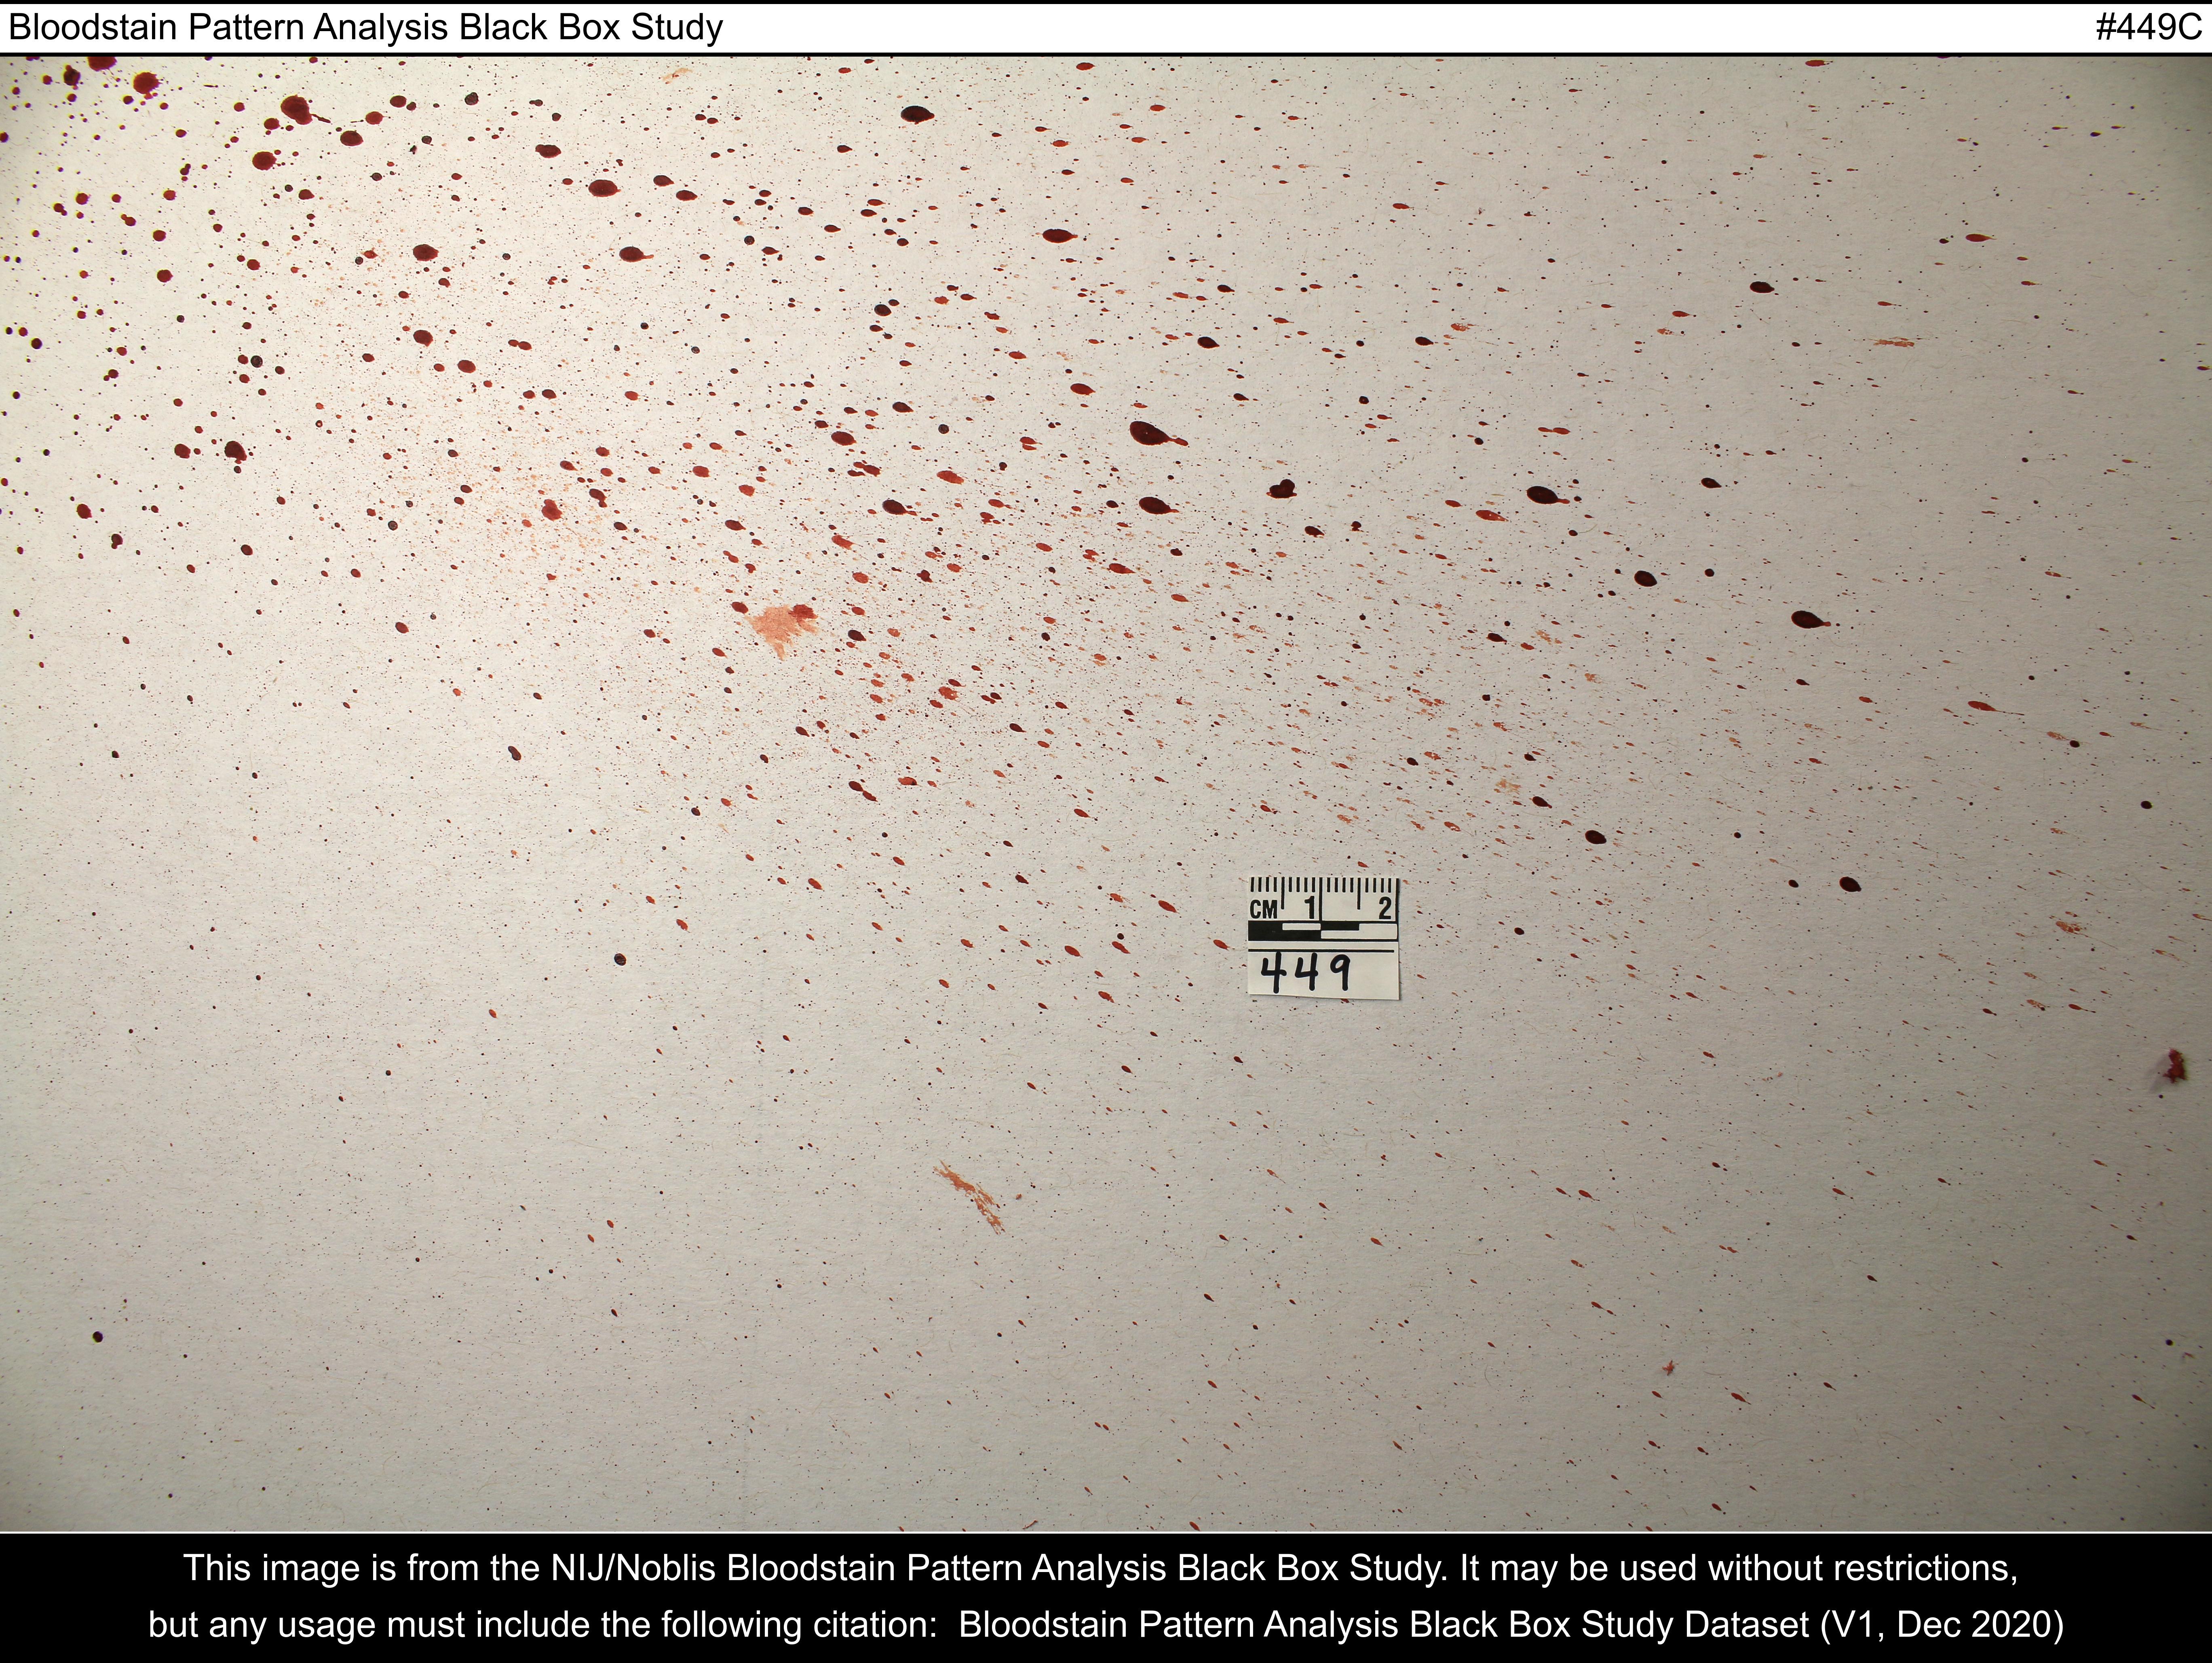 Bloodstain Pattern Analysis Black Box Study #449C
CM 1 2
449
This image is from the NIJ/Noblis Bloodstain Pattern Analysis Black Box Study. It may be used without restrictions,
but any usage must include the following citation: Bloodstain Pattern Analysis Black Box Study Dataset (V1, Dec 2020)